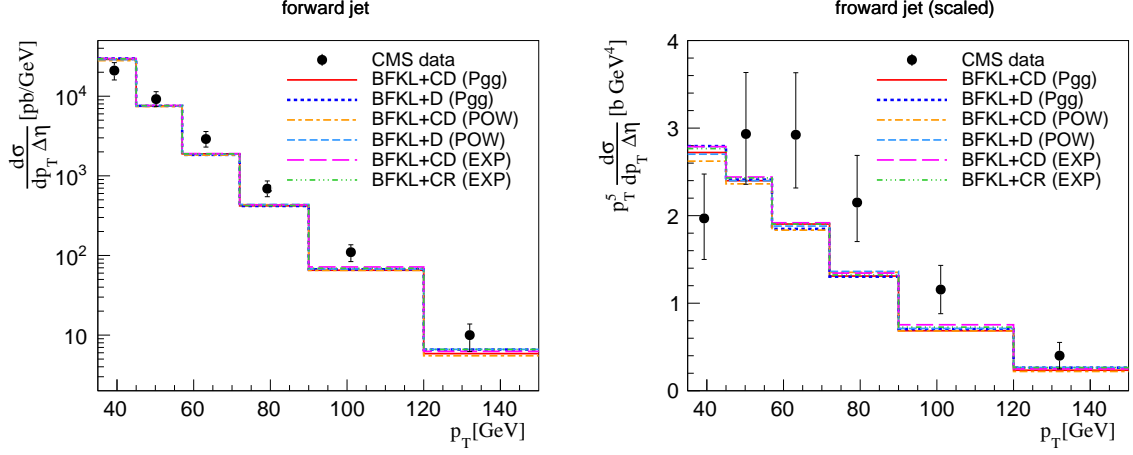 forward jet
dσ
dp_T Δη [pb/GeV]
10^4
10^3
10^2
10
CMS data
BFKL+CD (Pgg)
BFKL+D (Pgg)
BFKL+CD (POW)
BFKL+D (POW)
BFKL+CD (EXP)
BFKL+CR (EXP)
40 60 80 100 120 140
p_T[GeV]
froward jet (scaled)
p_T^5 dσ
dp_T Δη [b GeV^4]
4
3
2
1
0
CMS data
BFKL+CD (Pgg)
BFKL+D (Pgg)
BFKL+CD (POW)
BFKL+D (POW)
BFKL+CD (EXP)
BFKL+CR (EXP)
40 60 80 100 120 140
p_T[GeV]